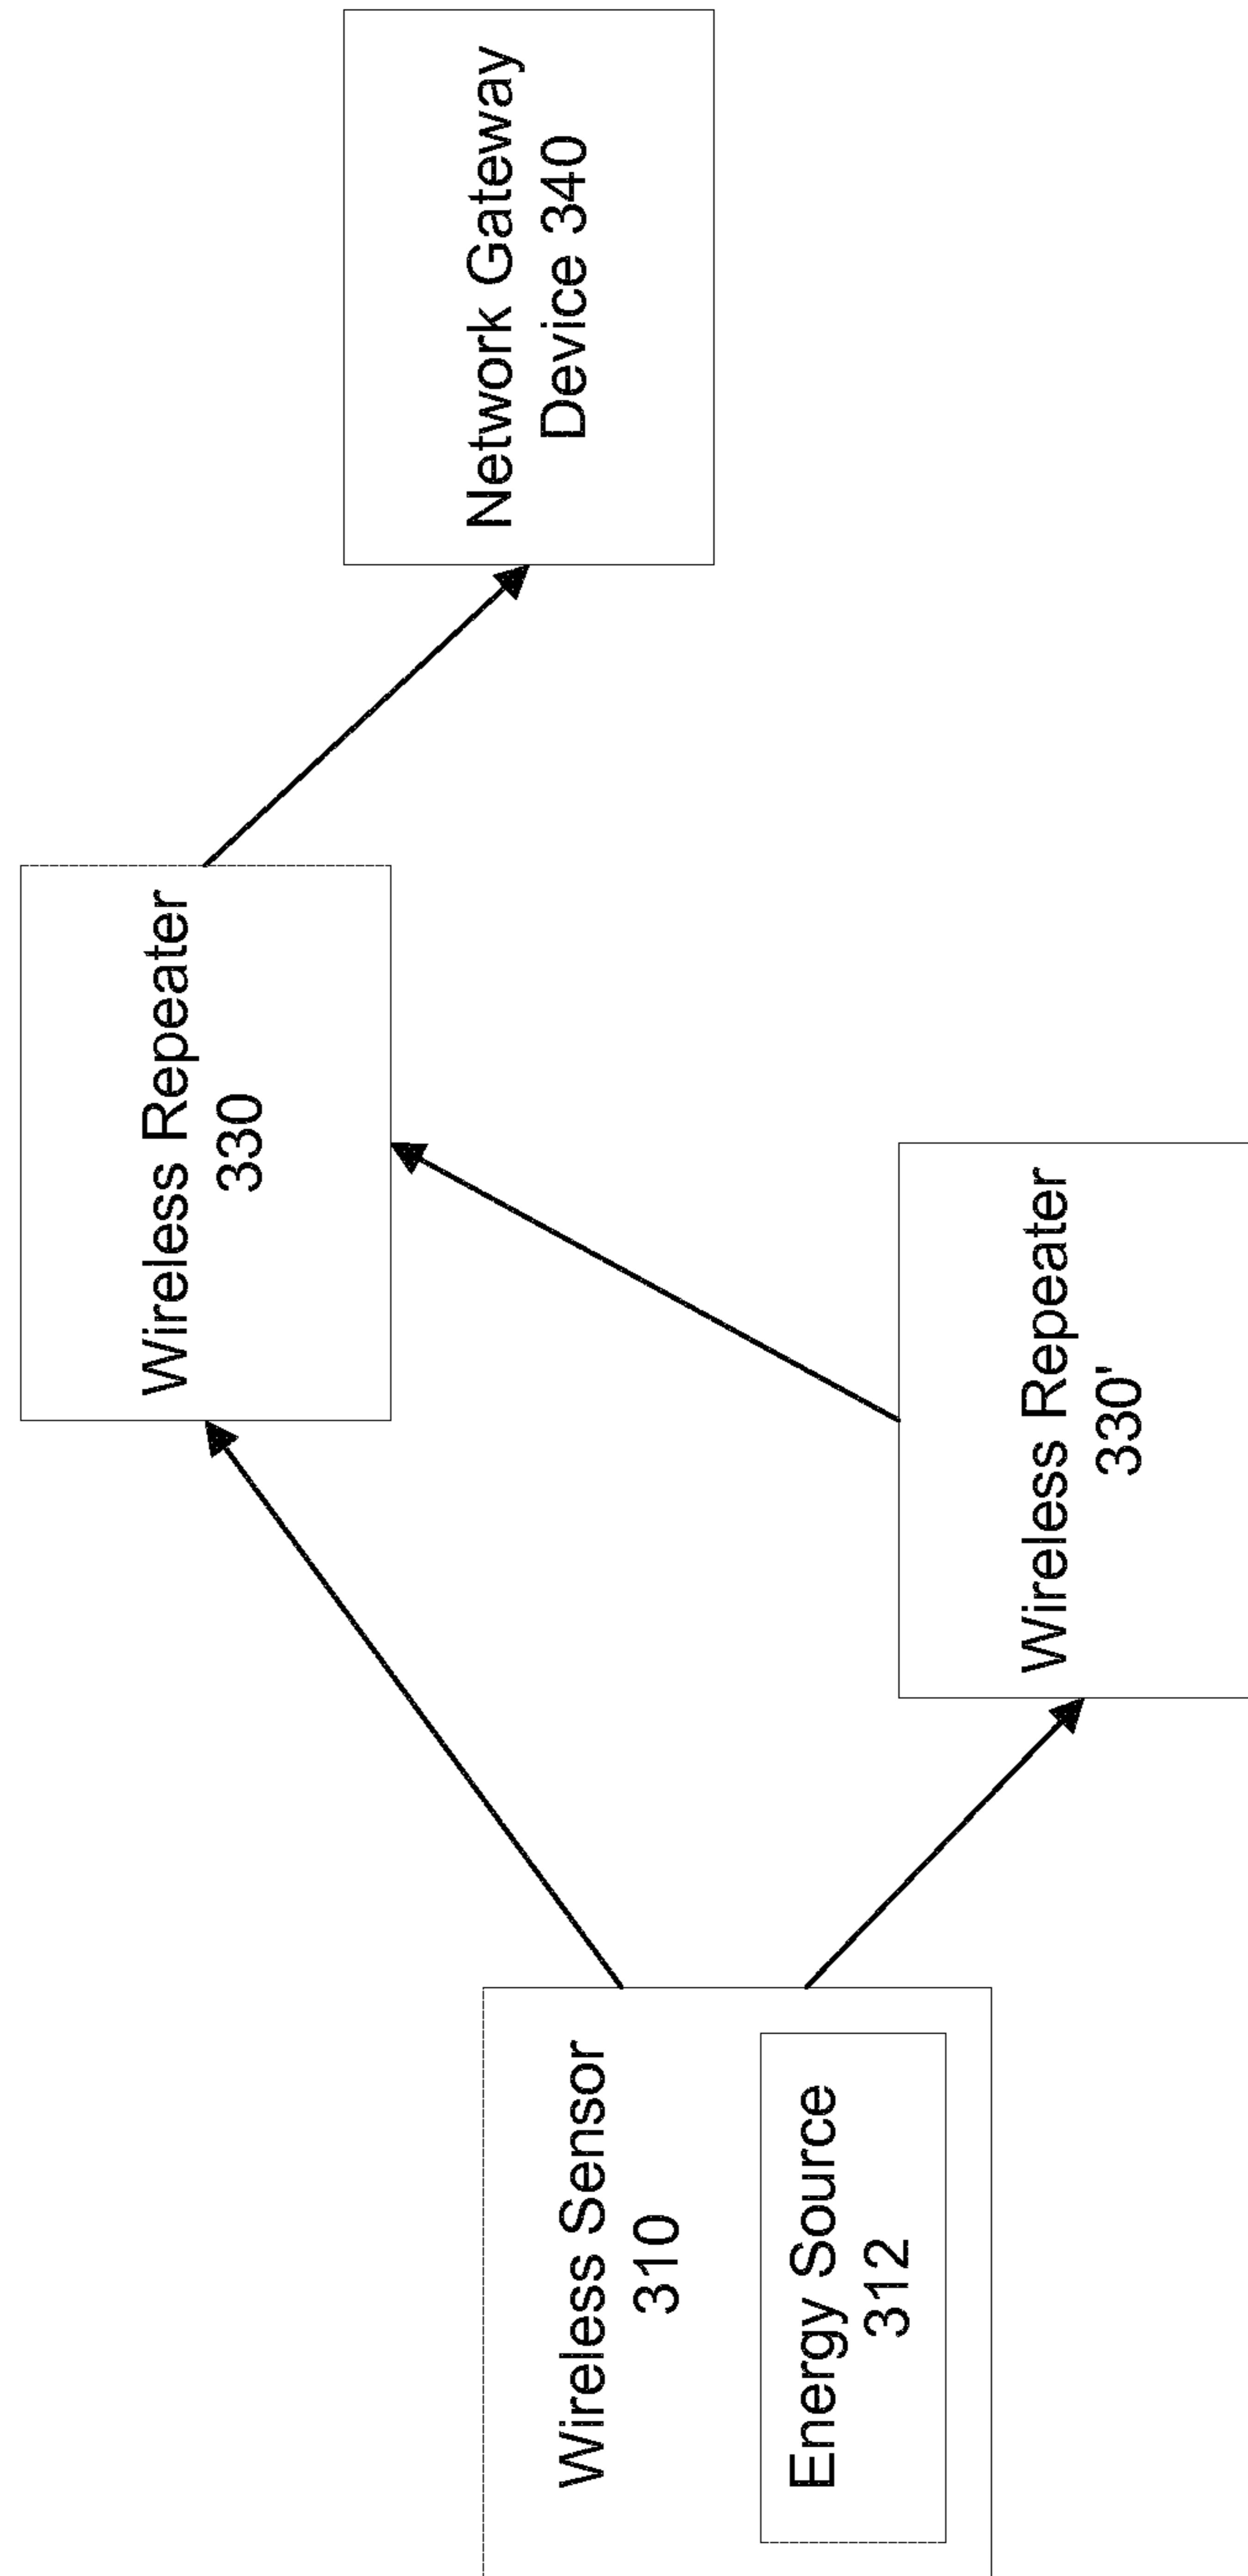 Wireless Sensor
310
Energy Source
312
Wireless Repeater
330
Wireless Repeater
330'
Network Gateway
Device 340